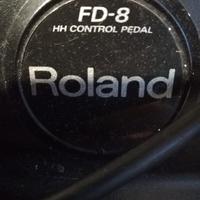 FD-8
HH CONTROL PEDAL
Roland